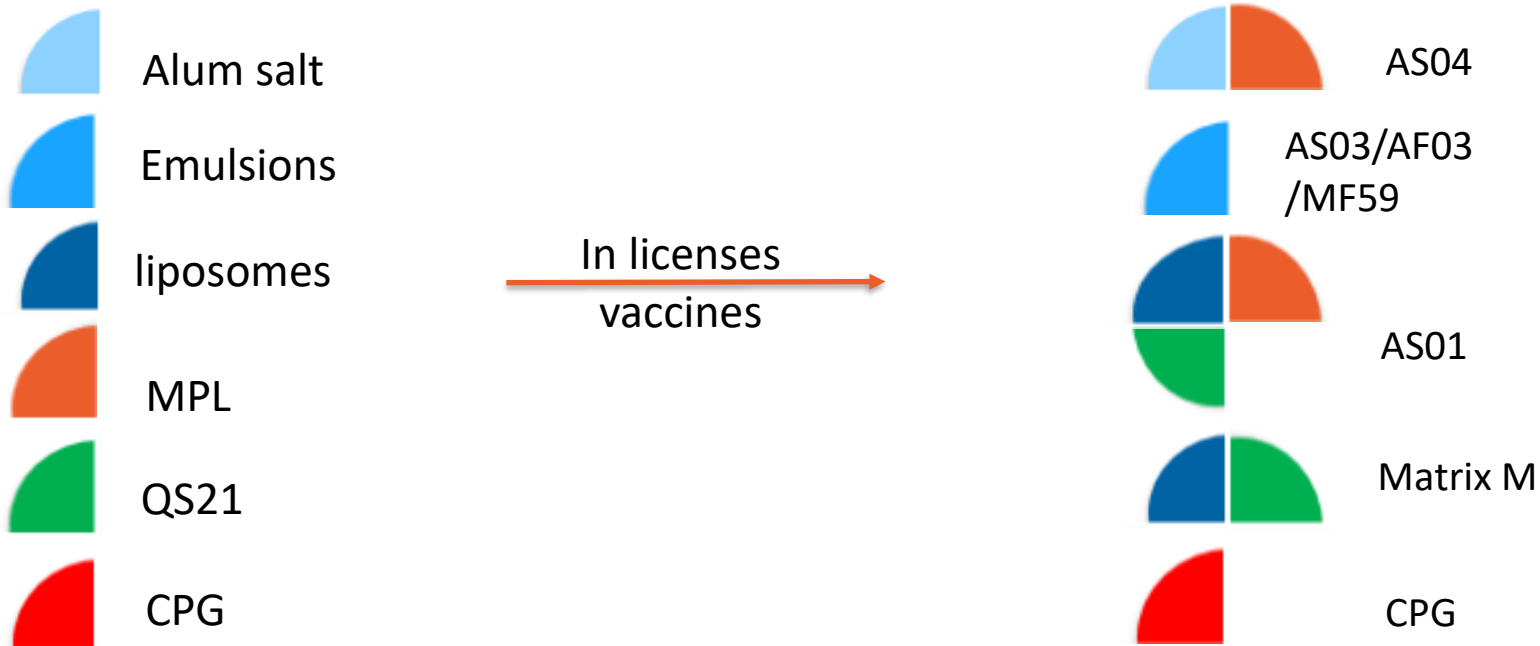 Alum salt
Emulsions
liposomes
MPL
QS21
CPG
In licenses
vaccines
AS04
AS03/AF03
/MF59
AS01
Matrix M
CPG